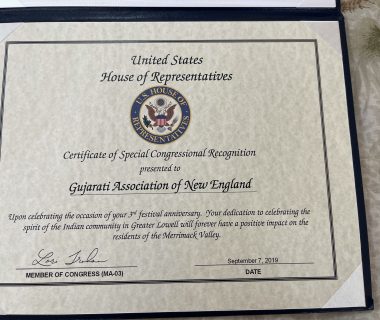 United States
House of Representatives
U.S. HOUSE OF
REPRESENTATIVES
Certificate of Special Congressional Recognition
presented to
Gujarati Association of New England
Upon celebrating the occasion of your 3rd festival anniversary. Your dedication to celebrating the
spirit of the Indian community in Greater Lowell will forever have a positive impact on the
residents of the Merrimack Valley.
September 7, 2019
MEMBER OF CONGRESS (MA-03)
DATE